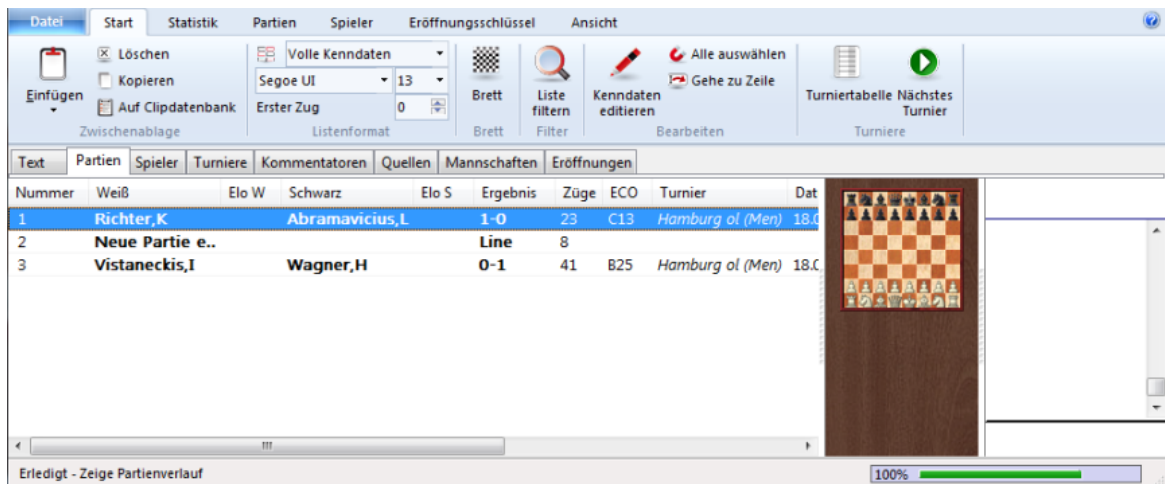 Datei Start Statistik Partien Spieler Eröffnungsschlüssel Ansicht
Einfügen
Löschen
Kopieren
Auf Clipdatenbank
Zwischenablage
Volle Kenndaten
Segoe UI 13
Erster Zug 0
Listenformat
Brett
Brett
Liste filtern
Filter
Kenndaten editieren
Alle auswählen
Gehe zu Zeile
Bearbeiten
Turniertabelle
Nächstes Turnier
Turniere
Text Partien Spieler Turniere Kommentatoren Quellen Mannschaften Eröffnungen
Nummer Weiß Elo W Schwarz Elo S Ergebnis Züge ECO Turnier Dat
1 Richter,K Abramavicius,L 1-0 23 C13 Hamburg ol (Men) 18.0
2 Neue Partie e.. Line 8
3 Vistaneckis,I Wagner,H 0-1 41 B25 Hamburg ol (Men) 18.0
Erledigt - Zeige Partienverlauf 100%